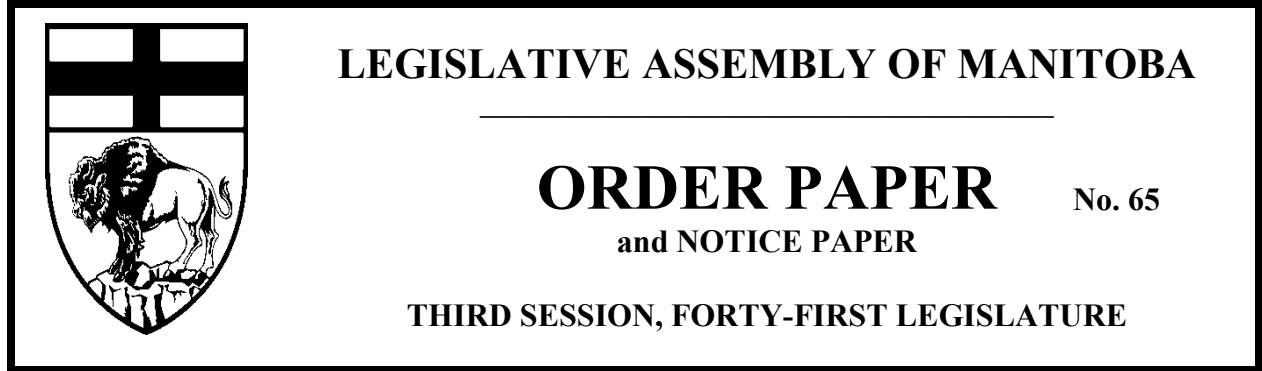 LEGISLATIVE ASSEMBLY OF MANITOBA
ORDER PAPER No. 65
and NOTICE PAPER
THIRD SESSION, FORTY-FIRST LEGISLATURE